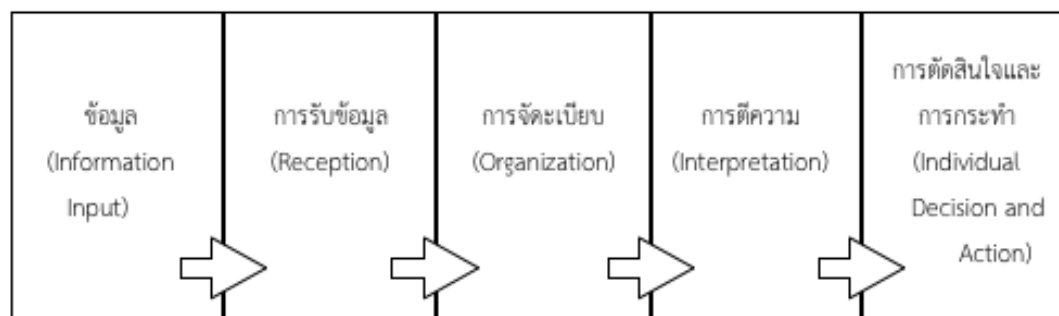 ข้อมูล
(Information
Input)
การรับข้อมูล
(Reception)
การจัดะเบียบ
(Organization)
การตีความ
(Interpretation)
การตัดสินใจและ
การกระทำ
(Individual
Decision and
Action)